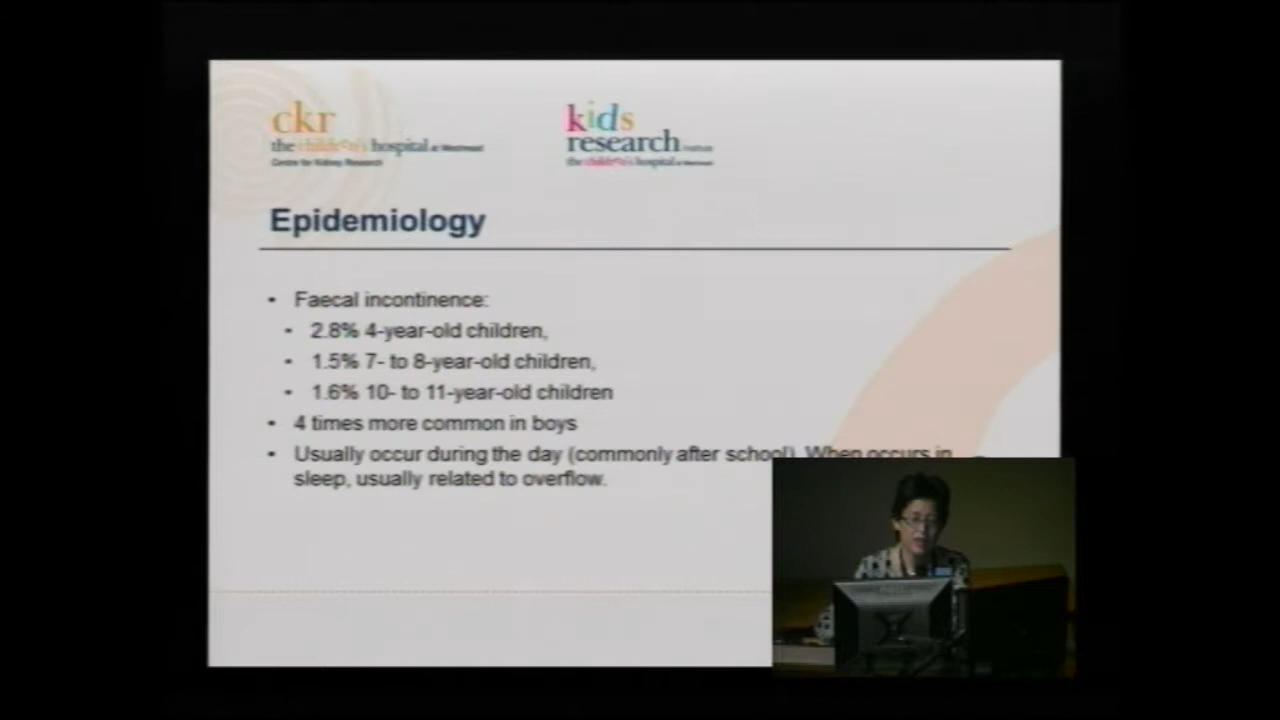 ckr
the children's hospital at Westmead
Centre for Kidney Research
kids
research institute
the children's hospital at Westmead
Epidemiology
• Faecal incontinence:
• 2.8% 4-year-old children,
• 1.5% 7- to 8-year-old children,
• 1.6% 10- to 11-year-old children
• 4 times more common in boys
• Usually occur during the day (commonly after school). When occurs in
sleep, usually related to overflow.